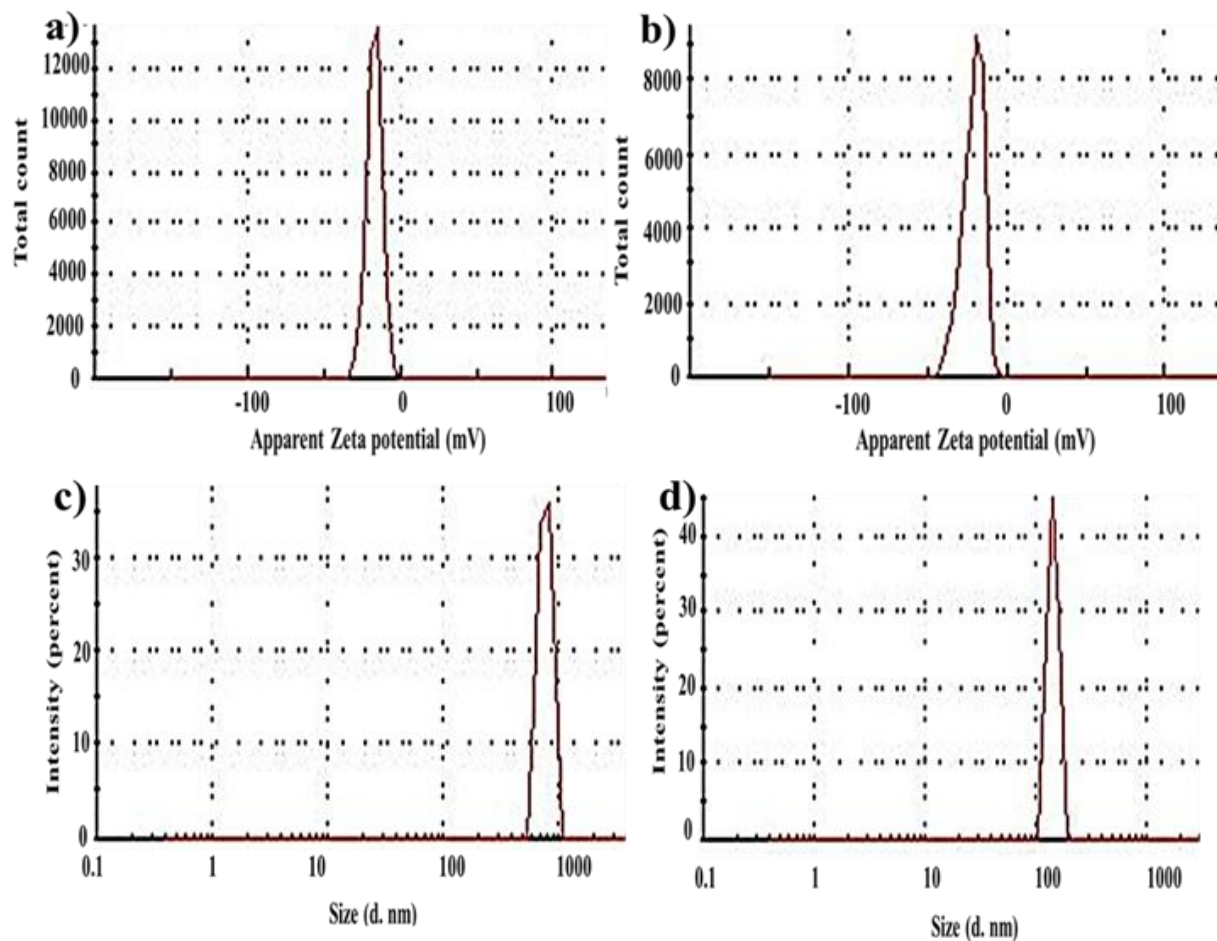 a)
12000
10000
8000
6000
4000
2000
0
Total count
-100 0 100
Apparent Zeta potential (mV)
b)
8000
6000
4000
2000
0
Total count
-100 0 100
Apparent Zeta potential (mV)
c)
30
20
10
0
Intensity (percent)
0.1 1 10 100 1000
Size (d. nm)
d)
40
30
20
10
0
Intensity (percent)
0.1 1 10 100 1000
Size (d. nm)